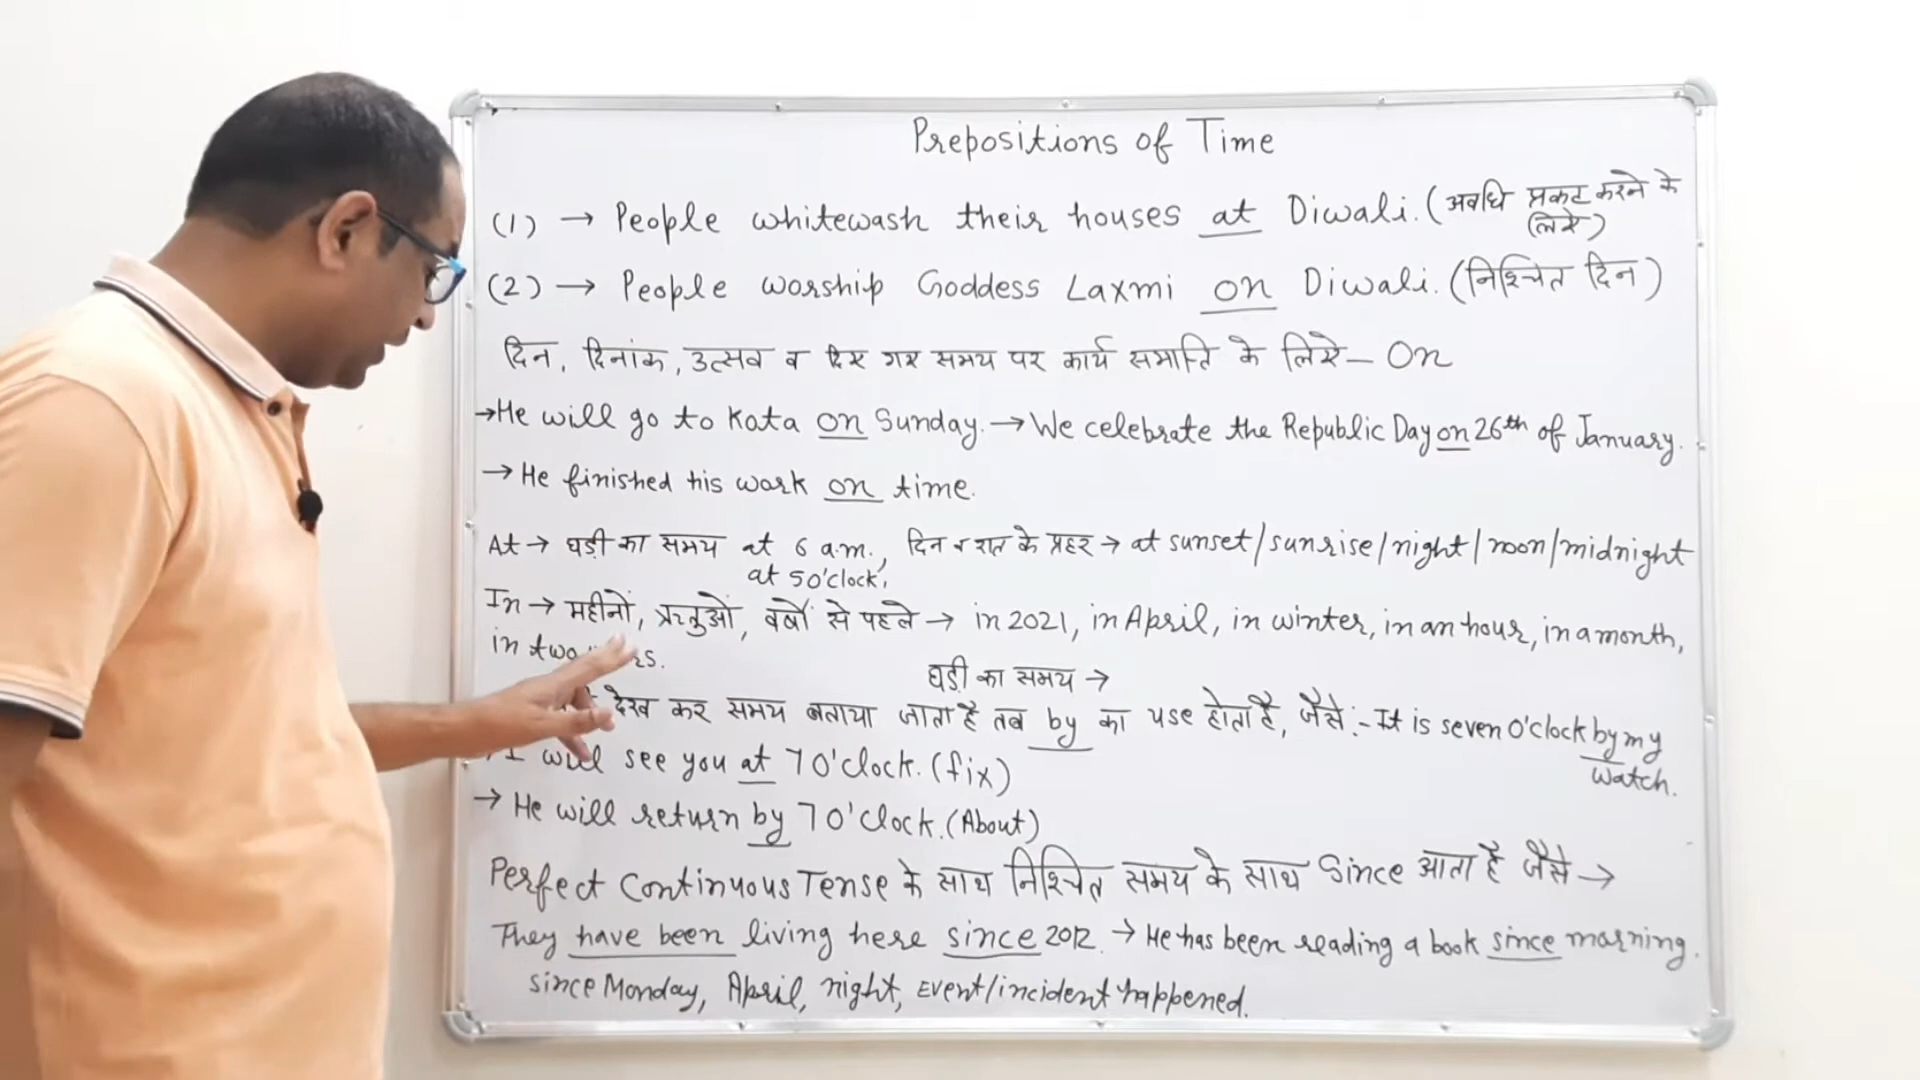 Prepositions of Time
(1) → People whitewash their houses at Diwali. (अवधि प्रकट करने के लिये)
(2) → People worship Goddess Laxmi on Diwali. (निश्चित दिन)
दिन, दिनांक, उत्सव व दिए गए समय पर कार्य समाप्ति के लिये – On
→ He will go to Kota on Sunday. → We celebrate the Republic Day on 26th of January.
→ He finished his work on time.
At → घड़ी का समय at 6 a.m., दिन व रात के प्रहर → at sunset/sunrise/night/noon/midnight
at 5 o'clock,
In → महीनों, ऋतुओं, वर्षों से पहले → in 2021, in April, in winter, in an hour, in a month,
in two
घड़ी का समय →
देख कर समय बताया जाता है तब by का use होता है, जैसे :- It is seven o'clock by my watch.
I will see you at 7 o'clock. (fix)
→ He will return by 7 o'clock. (About)
Perfect Continuous Tense के साथ निश्चित समय के साथ Since आता है जैसे →
They have been living here since 2012. → He has been reading a book since morning.
since Monday, April, night, event/incident happened.